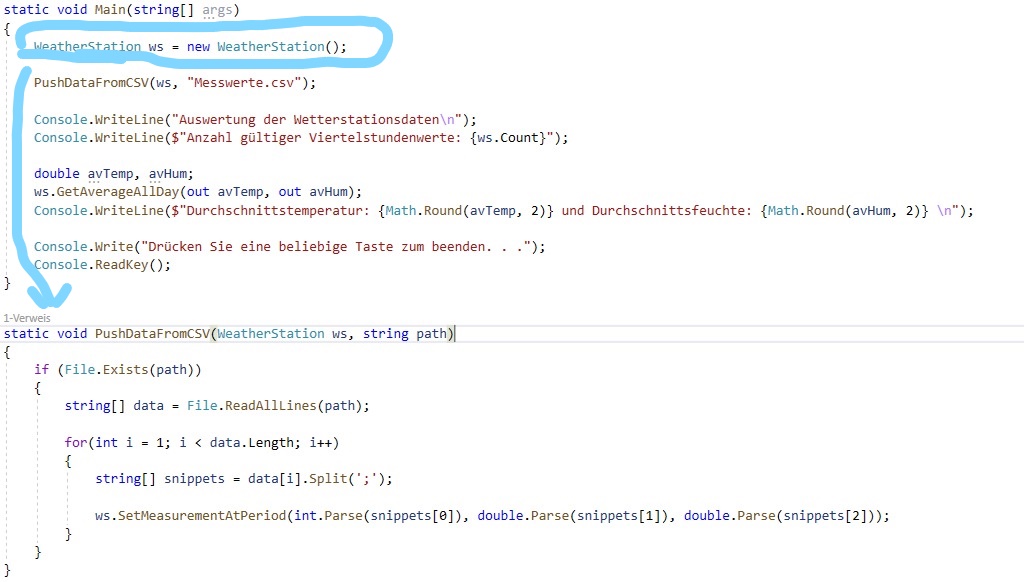 static void Main(string[] args)
{
WeatherStation ws = new WeatherStation();
PushDataFromCSV(ws, "Messwerte.csv");
Console.WriteLine("Auswertung der Wetterstationsdaten\n");
Console.WriteLine($"Anzahl gültiger Viertelstundenwerte: {ws.Count}");
double avTemp, avHum;
ws.GetAverageAllDay(out avTemp, out avHum);
Console.WriteLine($"Durchschnittstemperatur: {Math.Round(avTemp, 2)} und Durchschnittsfeuchte: {Math.Round(avHum, 2)} \n");
Console.Write("Drücken Sie eine beliebige Taste zum beenden. . .");
Console.ReadKey();
}
1-Verweis
static void PushDataFromCSV(WeatherStation ws, string path)
{
if (File.Exists(path))
{
string[] data = File.ReadAllLines(path);
for(int i = 1; i < data.Length; i++)
{
string[] snippets = data[i].Split(';');
ws.SetMeasurementAtPeriod(int.Parse(snippets[0]), double.Parse(snippets[1]), double.Parse(snippets[2]));
}
}
}